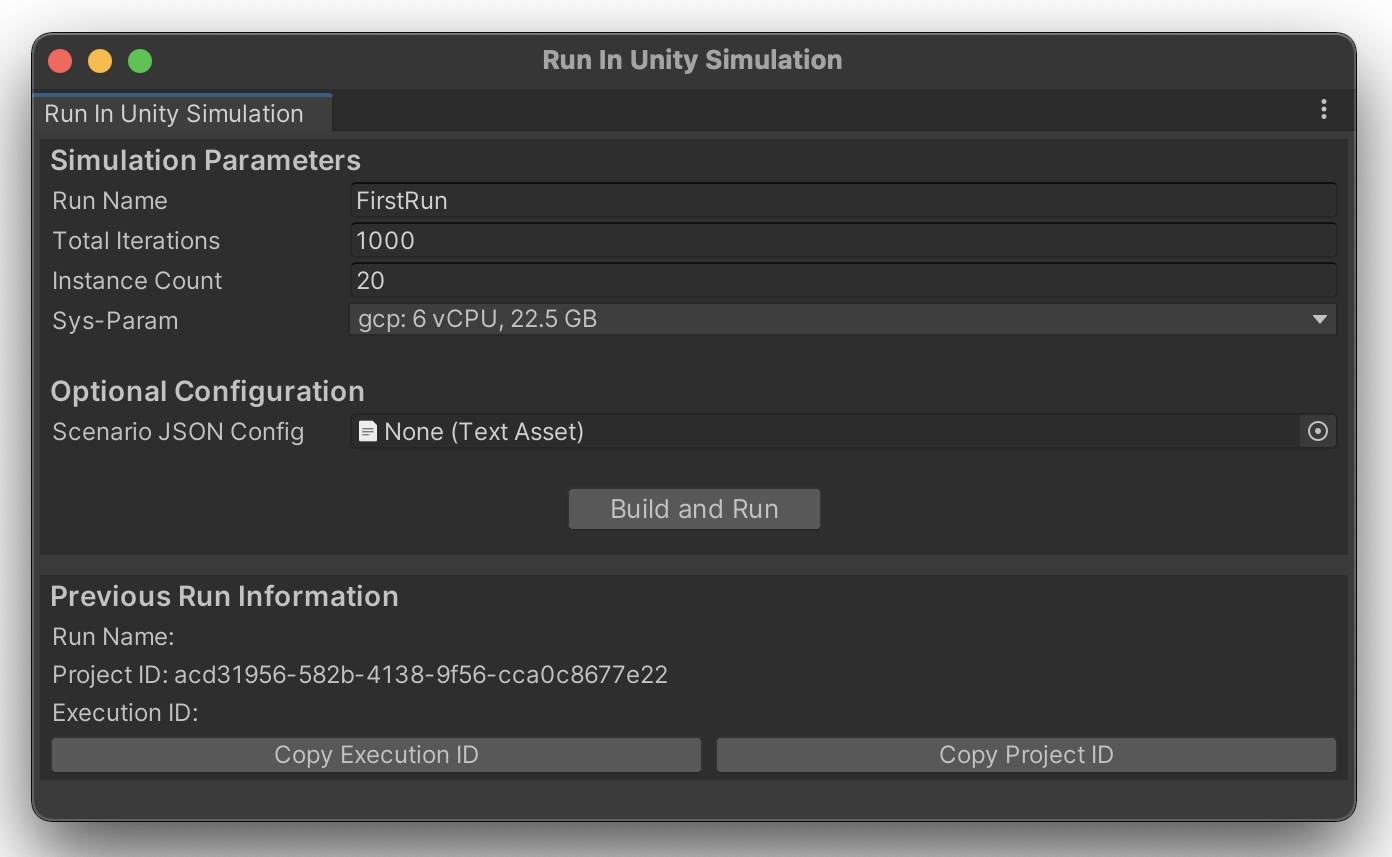 Run In Unity Simulation
Run In Unity Simulation
Simulation Parameters
Run Name FirstRun
Total Iterations 1000
Instance Count 20
Sys-Param gcp: 6 vCPU, 22.5 GB
Optional Configuration
Scenario JSON Config None (Text Asset)
Build and Run
Previous Run Information
Run Name:
Project ID: acd31956-582b-4138-9f56-cca0c8677e22
Execution ID:
Copy Execution ID Copy Project ID